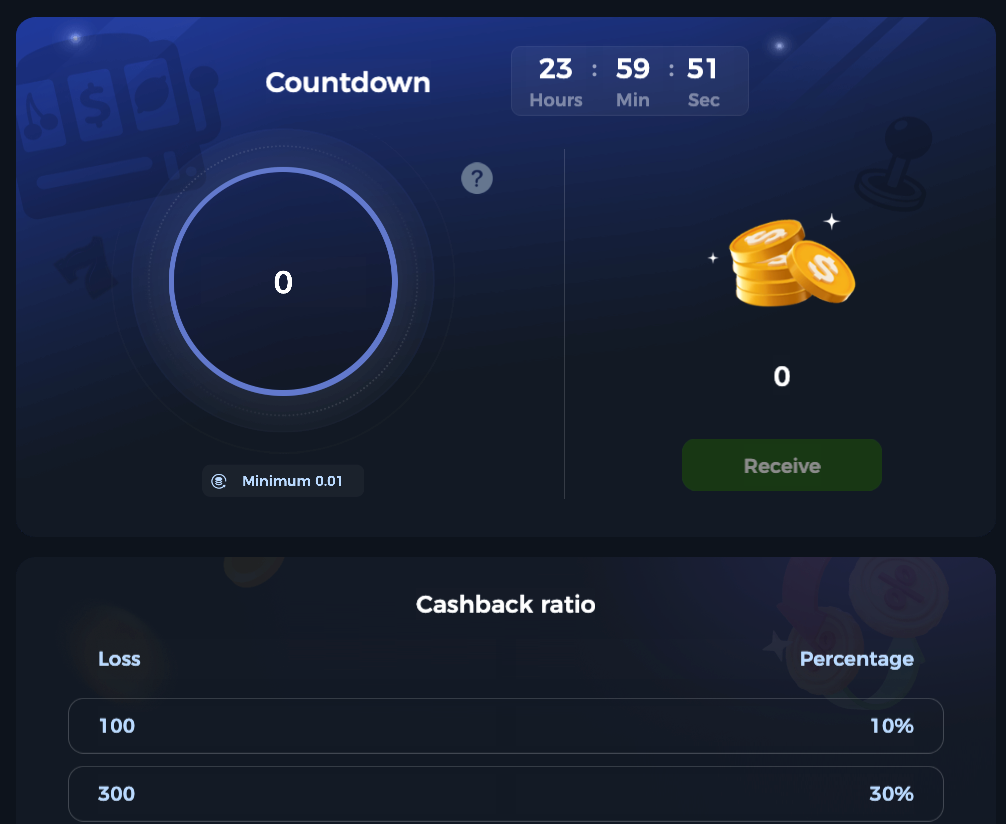 Countdown
23 : 59 : 51
Hours Min Sec
?
0
Minimum 0.01
0
Receive
Cashback ratio
Loss Percentage
100 10%
300 30%